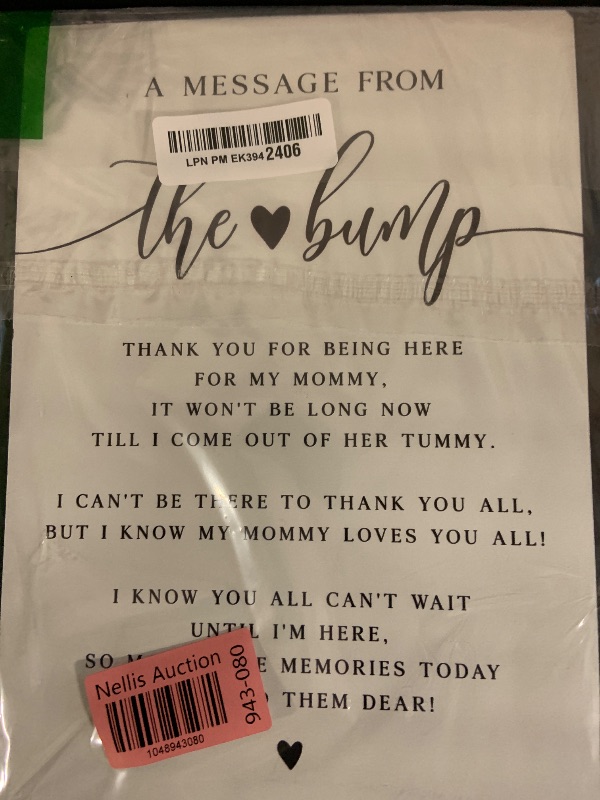 A MESSAGE FROM
LPN PM EK394 2406
the bump
THANK YOU FOR BEING HERE
FOR MY MOMMY,
IT WON'T BE LONG NOW
TILL I COME OUT OF HER TUMMY.
I CAN'T BE THERE TO THANK YOU ALL,
BUT I KNOW MY MOMMY LOVES YOU ALL!
I KNOW YOU ALL CAN'T WAIT
UNTIL I'M HERE,
SO MEMORIES TODAY
THEM DEAR!
Nellis Auction
943-080
1048943080